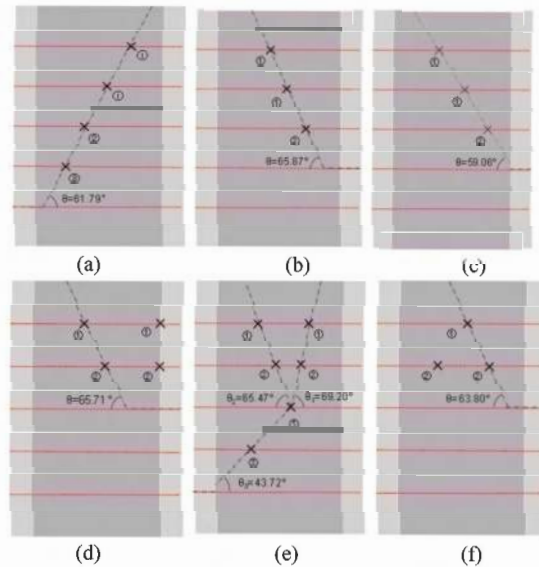 ①
①
②
②
θ=61.79°
(a)
①
①
②
θ=65.87°
(b)
①
①
②
θ=59.06°
(c)
① ①
② ②
θ=65.71°
(d)
① ①
② ②
θ₂=65.47° θ₁=69.20°
θ₃=43.72°
(e)
①
② ②
θ=63.80°
(f)